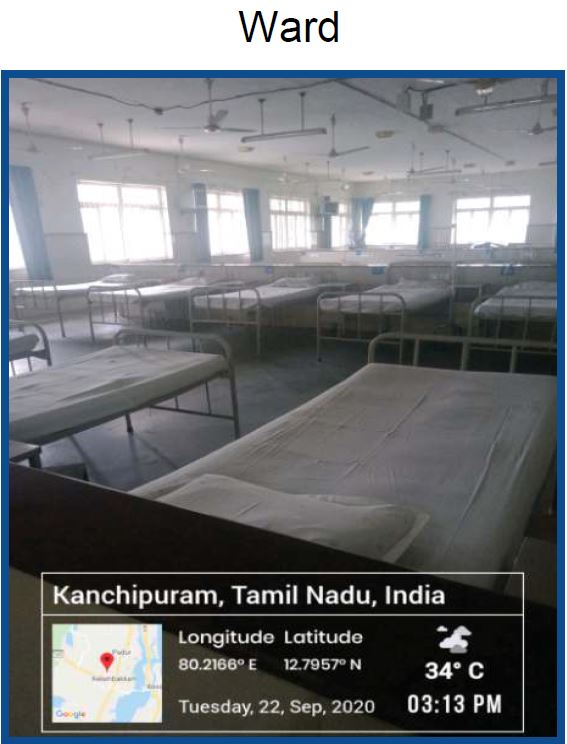 Ward
Kanchipuram, Tamil Nadu, India
Longitude Latitude
80.2166° E 12.7957° N
34° C
Tuesday, 22, Sep, 2020 03:13 PM
Padur
Kelambakkam
Google